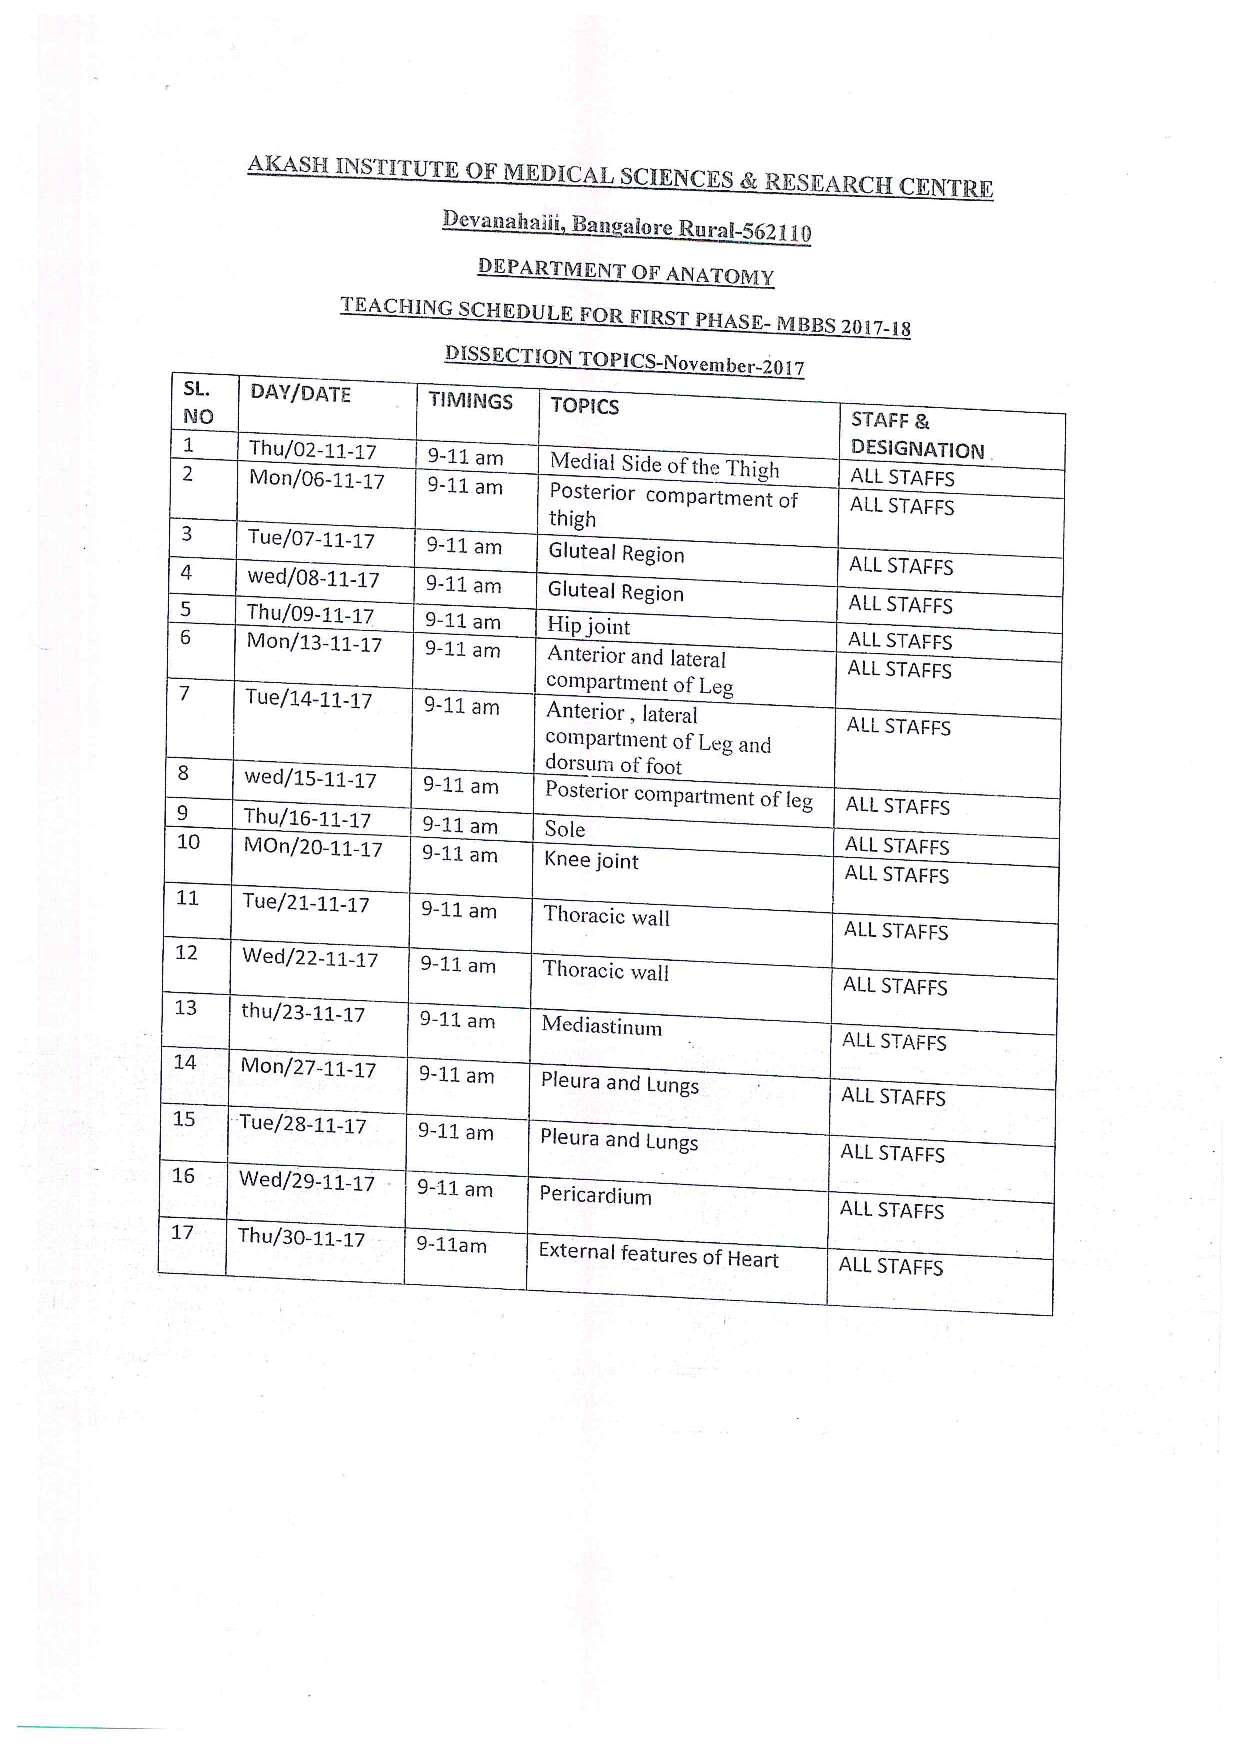 AKASH INSTITUTE OF MEDICAL SCIENCES & RESEARCH CENTRE
Devanahaiii, Bangalore Rural-562110
DEPARTMENT OF ANATOMY
TEACHING SCHEDULE FOR FIRST PHASE- MBBS 2017-18
DISSECTION TOPICS-November-2017
SL. NO DAY/DATE TIMINGS TOPICS STAFF & DESIGNATION
1 Thu/02-11-17 9-11 am Medial Side of the Thigh ALL STAFFS
2 Mon/06-11-17 9-11 am Posterior compartment of thigh ALL STAFFS
3 Tue/07-11-17 9-11 am Gluteal Region ALL STAFFS
4 wed/08-11-17 9-11 am Gluteal Region ALL STAFFS
5 Thu/09-11-17 9-11 am Hip joint ALL STAFFS
6 Mon/13-11-17 9-11 am Anterior and lateral compartment of Leg ALL STAFFS
7 Tue/14-11-17 9-11 am Anterior , lateral compartment of Leg and dorsum of foot ALL STAFFS
8 wed/15-11-17 9-11 am Posterior compartment of leg ALL STAFFS
9 Thu/16-11-17 9-11 am Sole ALL STAFFS
10 MOn/20-11-17 9-11 am Knee joint ALL STAFFS
11 Tue/21-11-17 9-11 am Thoracic wall ALL STAFFS
12 Wed/22-11-17 9-11 am Thoracic wall ALL STAFFS
13 thu/23-11-17 9-11 am Mediastinum ALL STAFFS
14 Mon/27-11-17 9-11 am Pleura and Lungs ALL STAFFS
15 Tue/28-11-17 9-11 am Pleura and Lungs ALL STAFFS
16 Wed/29-11-17 9-11 am Pericardium ALL STAFFS
17 Thu/30-11-17 9-11am External features of Heart ALL STAFFS